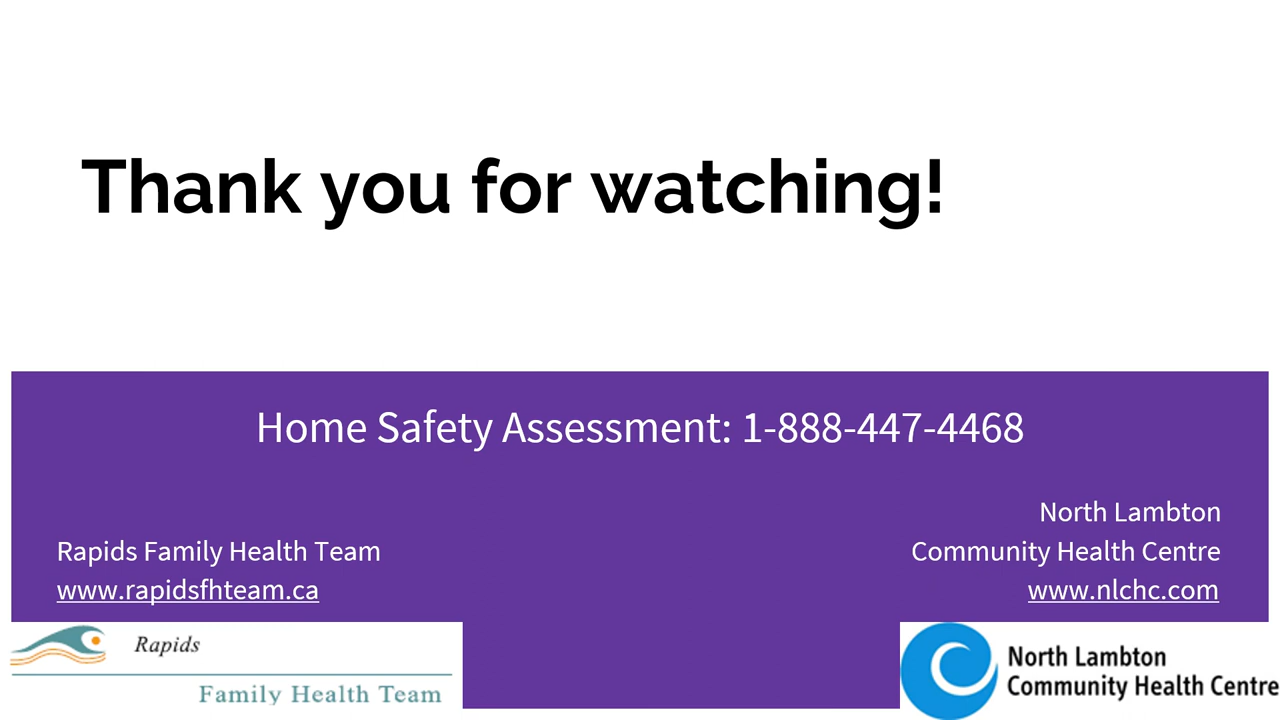 Thank you for watching!
Home Safety Assessment: 1-888-447-4468
Rapids Family Health Team
www.rapidsfhteam.ca
North Lambton
Community Health Centre
www.nlchc.com
Rapids
Family Health Team
North Lambton
Community Health Centre